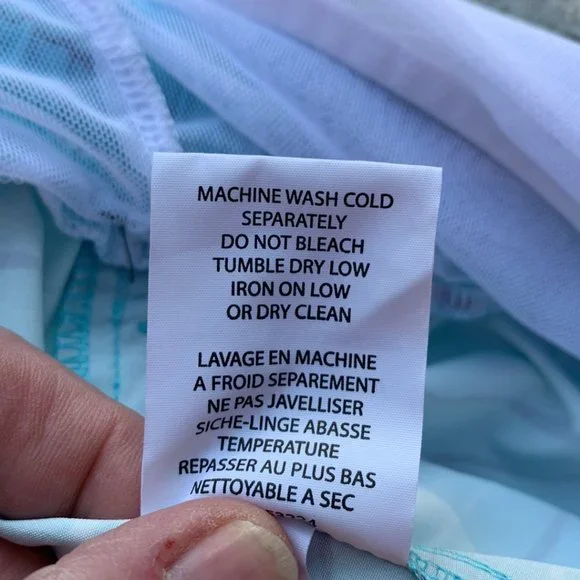 MACHINE WASH COLD
SEPARATELY
DO NOT BLEACH
TUMBLE DRY LOW
IRON ON LOW
OR DRY CLEAN
LAVAGE EN MACHINE
A FROID SEPAREMENT
NE PAS JAVELLISER
SICHE-LINGE ABASSE
TEMPERATURE
REPASSER AU PLUS BAS
NETTOYABLE A SEC